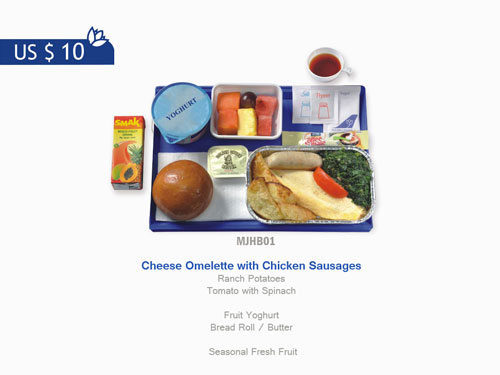 US $ 10
YOGHURT
SMAK
MJHB01
Cheese Omelette with Chicken Sausages
Ranch Potatoes
Tomato with Spinach
Fruit Yoghurt
Bread Roll / Butter
Seasonal Fresh Fruit